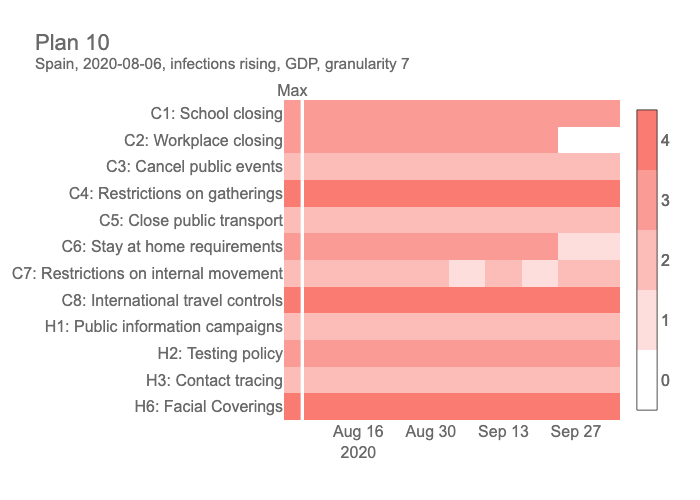 Plan 10
Spain, 2020-08-06, infections rising, GDP, granularity 7
Max
C1: School closing
C2: Workplace closing
C3: Cancel public events
C4: Restrictions on gatherings
C5: Close public transport
C6: Stay at home requirements
C7: Restrictions on internal movement
C8: International travel controls
H1: Public information campaigns
H2: Testing policy
H3: Contact tracing
H6: Facial Coverings
Aug 16 Aug 30 Sep 13 Sep 27
2020
4
3
2
1
0